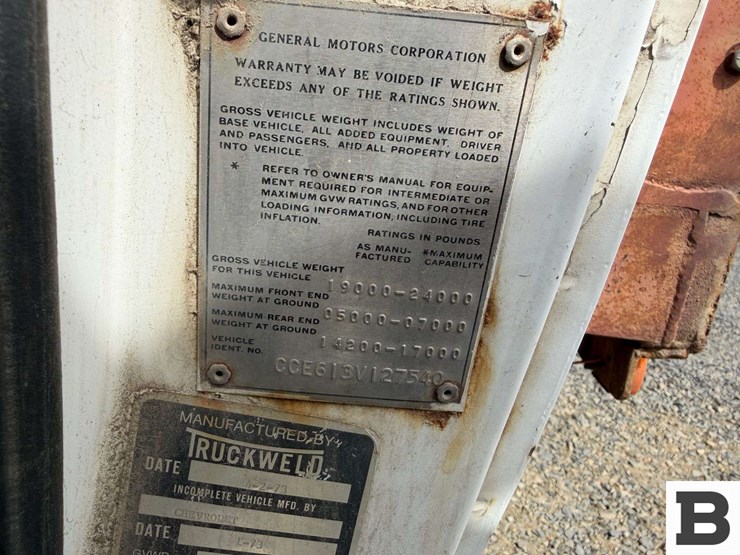 GENERAL MOTORS CORPORATION
WARRANTY MAY BE VOIDED IF WEIGHT
EXCEEDS ANY OF THE RATINGS SHOWN.
GROSS VEHICLE WEIGHT INCLUDES WEIGHT OF
BASE VEHICLE, ALL ADDED EQUIPMENT, DRIVER
AND PASSENGERS, AND ALL PROPERTY LOADED
INTO VEHICLE.
* REFER TO OWNER'S MANUAL FOR EQUIP-
MENT REQUIRED FOR INTERMEDIATE OR
MAXIMUM GVW RATINGS, AND FOR OTHER
LOADING INFORMATION, INCLUDING TIRE
INFLATION.
RATINGS IN POUNDS
AS MANU- *MAXIMUM
FACTURED CAPABILITY
GROSS VEHICLE WEIGHT
FOR THIS VEHICLE 19000-24000
MAXIMUM FRONT END
WEIGHT AT GROUND 05000-07000
MAXIMUM REAR END
WEIGHT AT GROUND 14200-17000
VEHICLE
IDENT. NO. CCE613V127540
MANUFACTURED BY
TRUCKWELD
DATE
INCOMPLETE VEHICLE MFD. BY
CHEVROLET
DATE
B